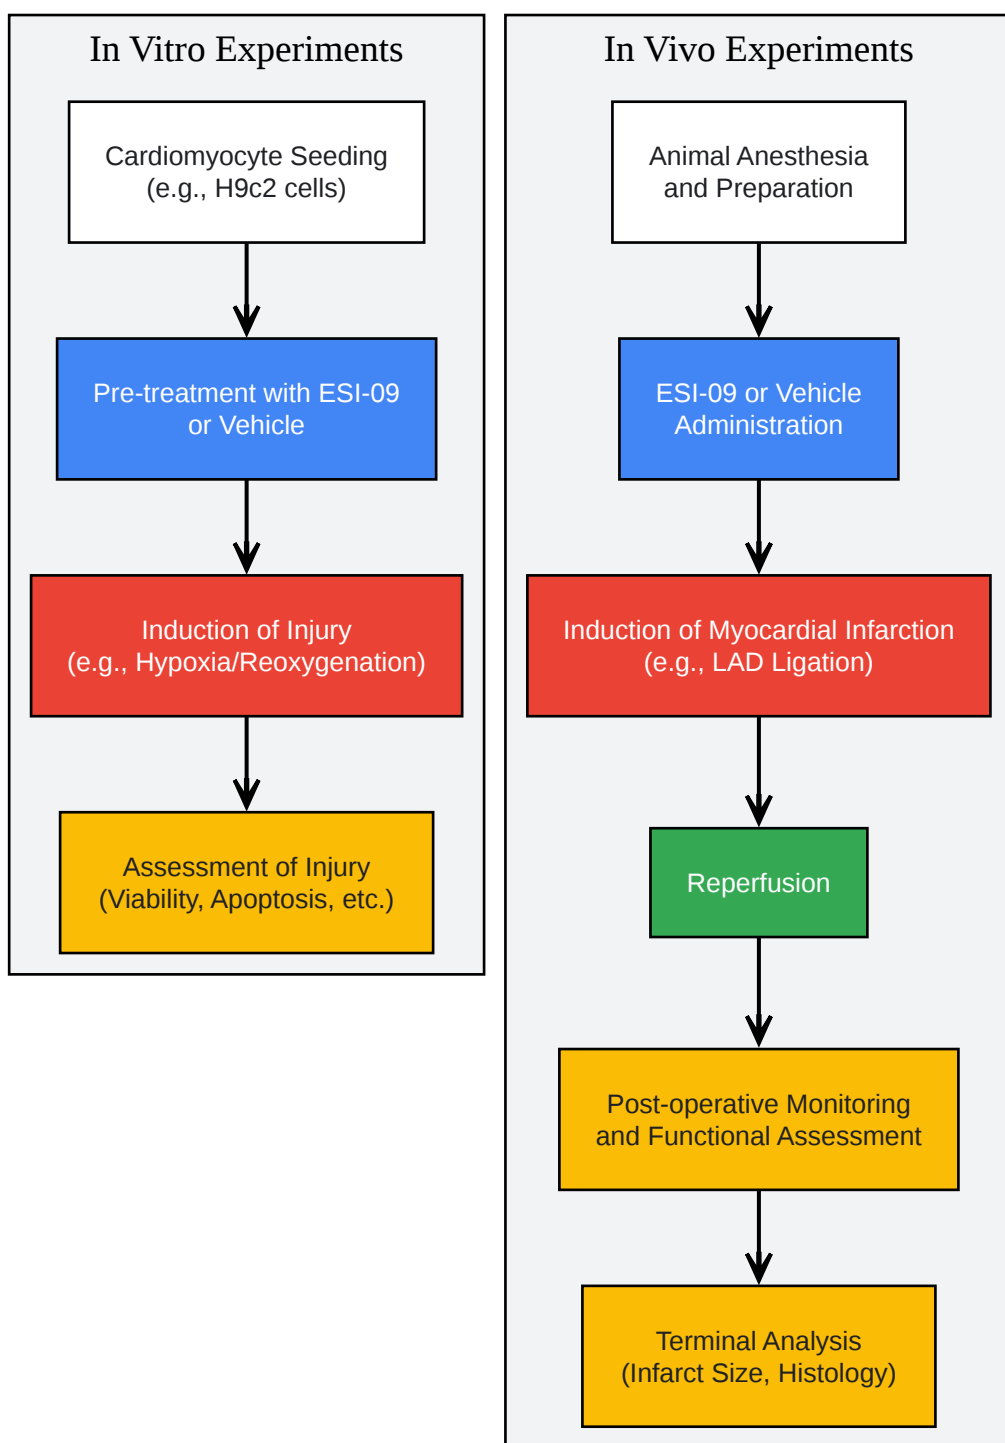 In Vitro Experiments
Cardiomyocyte Seeding
(e.g., H9c2 cells)
Pre-treatment with ESI-09
or Vehicle
Induction of Injury
(e.g., Hypoxia/Reoxygenation)
Assessment of Injury
(Viability, Apoptosis, etc.)
In Vivo Experiments
Animal Anesthesia
and Preparation
ESI-09 or Vehicle
Administration
Induction of Myocardial Infarction
(e.g., LAD Ligation)
Reperfusion
Post-operative Monitoring
and Functional Assessment
Terminal Analysis
(Infarct Size, Histology)